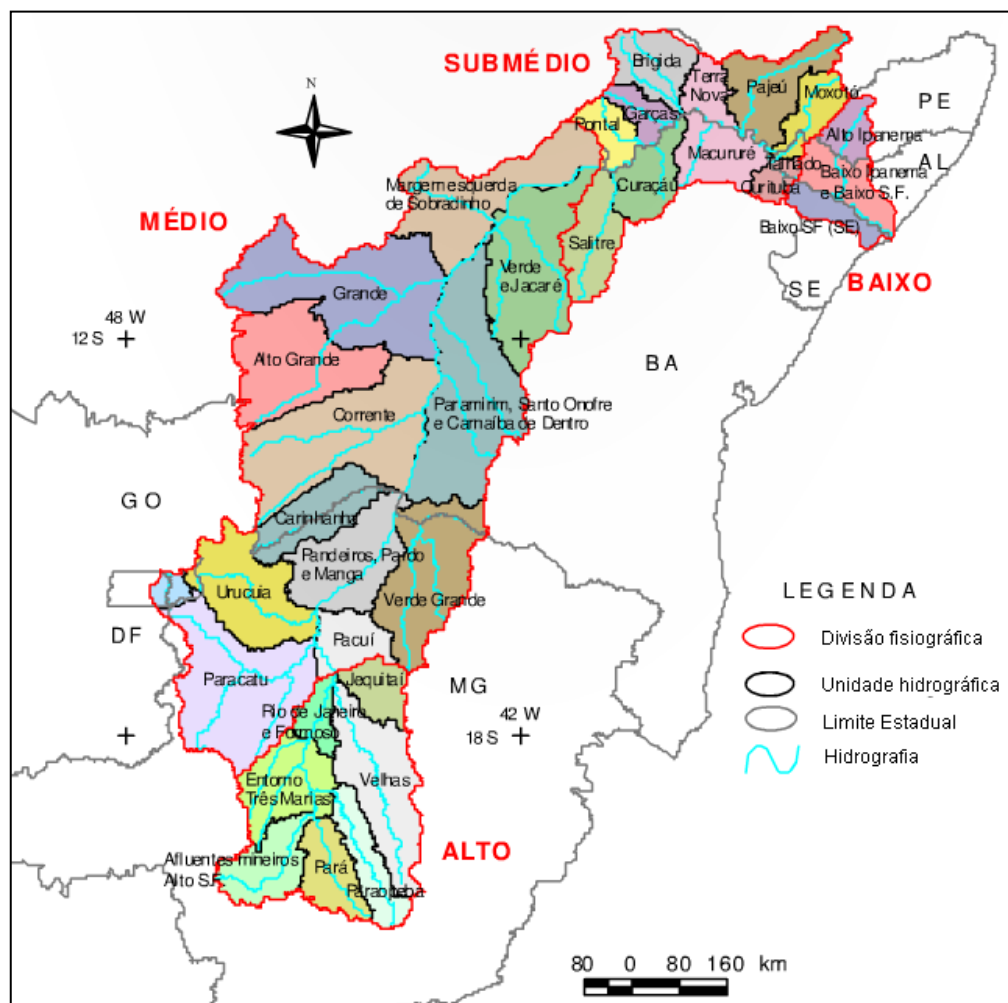 SUBMÉDIO
Brigida
Terra
Nova
Pajeú
Moxotó
PE
N
Garças
Pontal
Alto Ipanema
AL
Macururé
Baixo Ipanema
e Baixo S.F.
Curituba
Curaçáu
Margem esquerda
de Sobradinho
MÉDIO
Salitre
Baixo SF (SE)
Verde
e Jacaré
BAIXO
SE
Grande
48 W
12 S
Alto Grande
BA
Corrente
Paramirim, Santo Onofre
e Carnaíba de Dentro
GO
Carinhanha
Pandeiros, Pardo
e Manga
Urucuia
Verde Grande
LEGENDA
DF
Pacuí
Divisão fisiográfica
Paracatu
Jequitaí
MG
Unidade hidrográfica
Rio de Janeiro
e Formoso
42 W
18 S
Limite Estadual
Hidrografia
Entorno
Três Marias
Velhas
ALTO
Afluentes mineiros
Alto SF
Pará
Paraopeba
80 0 80 160 km